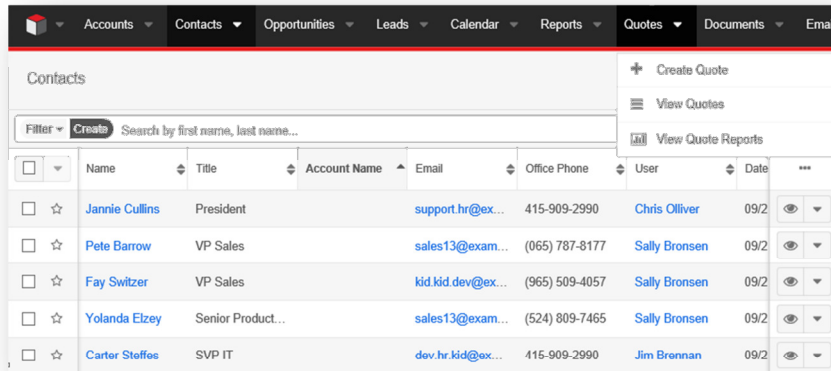 Accounts Contacts Opportunities Leads Calendar Reports Quotes Documents Ema
Contacts
Create Quote
View Quotes
View Quote Reports
Filter Create Search by first name, last name...
Name Title Account Name Email Office Phone User Date
Jannie Cullins President support.hr@ex... 415-909-2990 Chris Olliver 09/2
Pete Barrow VP Sales sales13@exam... (065) 787-8177 Sally Bronsen 09/2
Fay Switzer VP Sales kid.kid.dev@ex... (965) 509-4057 Sally Bronsen 09/2
Yolanda Elzey Senior Product... sales13@exam... (524) 809-7465 Sally Bronsen 09/2
Carter Steffes SVP IT dev.hr.kid@ex... 415-909-2990 Jim Brennan 09/2